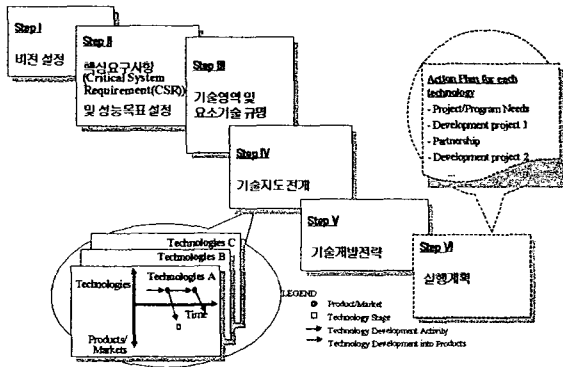 Step I
비전 설정
Step II
핵심요구사항
(Critical System
Requirement(CSR))
및 성능목표 설정
Step III
기술영역 및
요소기술 규명
Step IV
기술지도 전개
Step V
기술개발전략
Step VI
실행계획
Action Plan for each
technology
- Project/Program Needs
- Development project 1
- Partnership
- Development project 2
...
Technologies C
Technologies B
Technologies A
Technologies
Time
Products/
Markets
LEGEND
Product/Market
Technology Stage
Technology Development Activity
Technology Development into Products